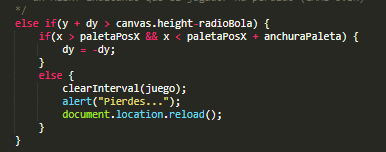 */
else if(y + dy > canvas.height-radioBola) {
if(x > paletaPosX && x < paletaPosX + anchuraPaleta) {
dy = -dy;
}
else {
clearInterval(juego);
alert("Pierdes...");
document.location.reload();
}
}